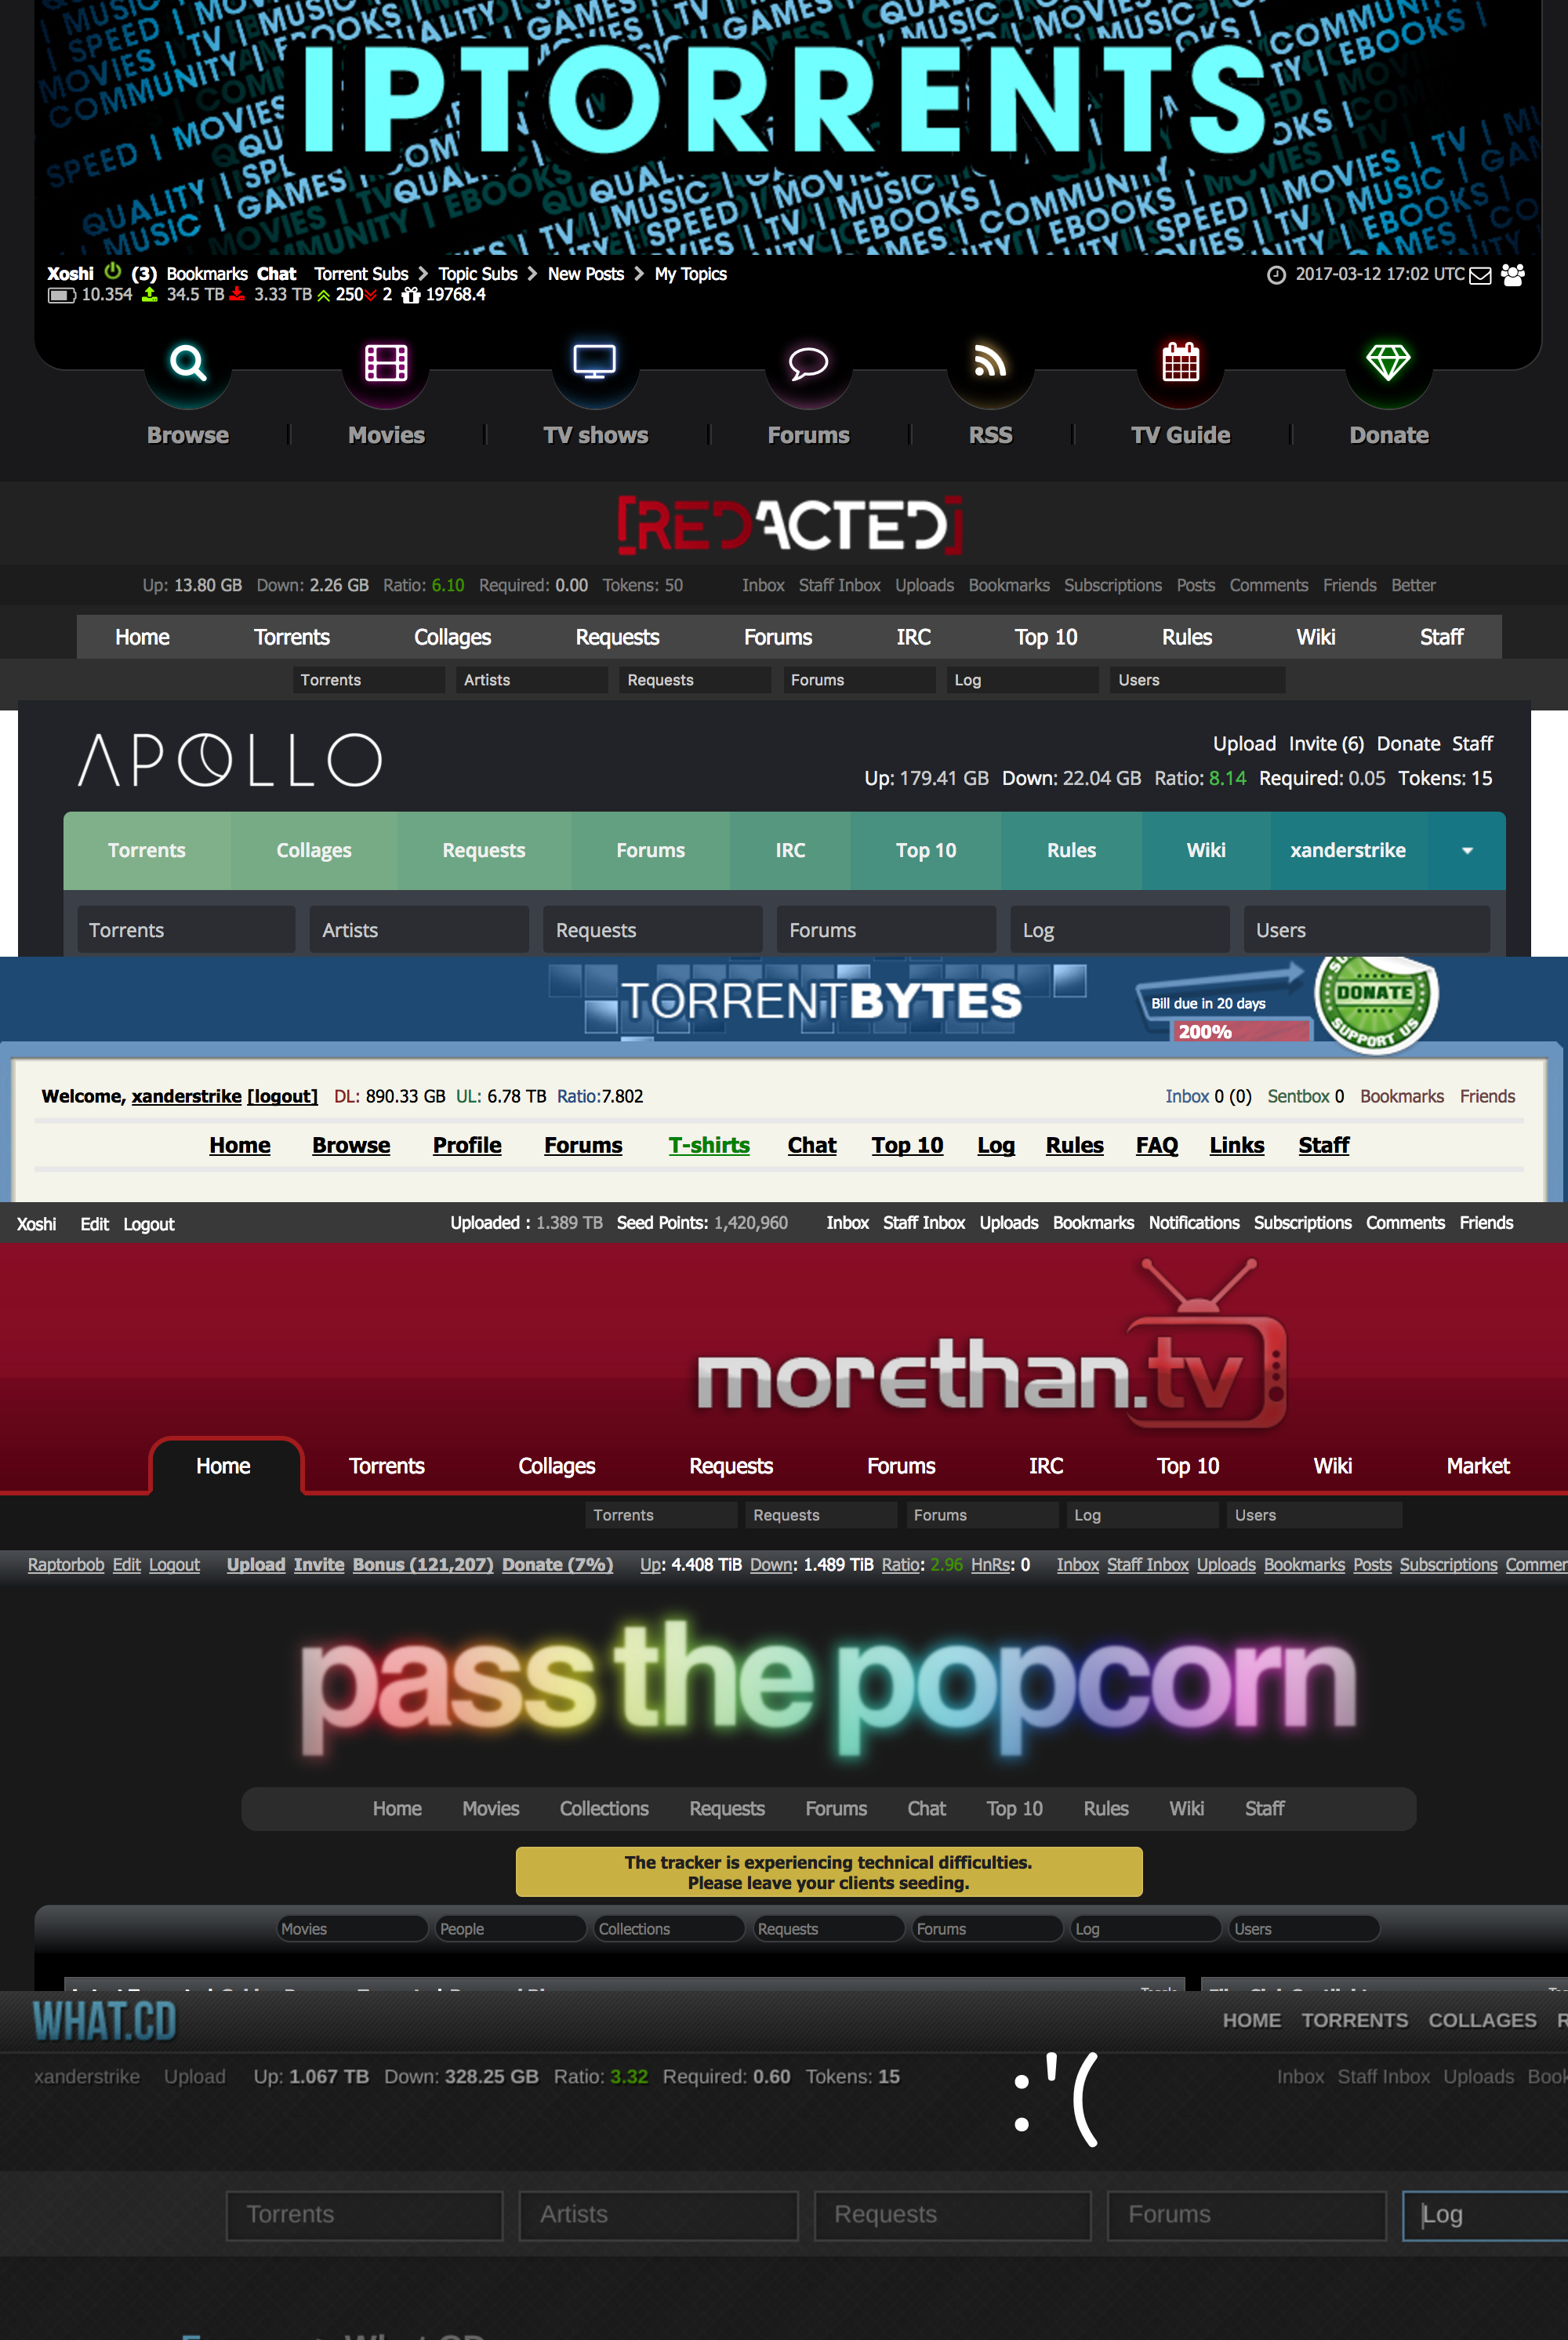 IPTORRENTS
Xoshi (3) Bookmarks Chat Torrent Subs Topic Subs New Posts My Topics 2017-03-12 17:02 UTC
10.354 34.5 TB 3.33 TB 250 2 19768.4
Browse Movies TV shows Forums RSS TV Guide Donate
[REDACTED]
Up: 13.80 GB Down: 2.26 GB Ratio: 6.10 Required: 0.00 Tokens: 50 Inbox Staff Inbox Uploads Bookmarks Subscriptions Posts Comments Friends Better
Home Torrents Collages Requests Forums IRC Top 10 Rules Wiki Staff
Torrents Artists Requests Forums Log Users
APOLLO
Upload Invite (6) Donate Staff
Up: 179.41 GB Down: 22.04 GB Ratio: 8.14 Required: 0.05 Tokens: 15
Torrents Collages Requests Forums IRC Top 10 Rules Wiki xanderstrike
Torrents Artists Requests Forums Log Users
TORRENTBYTES
Bill due in 20 days
200%
DONATE
SUPPORT US
Welcome, xanderstrike [logout] DL: 890.33 GB UL: 6.78 TB Ratio:7.802 Inbox 0 (0) Sentbox 0 Bookmarks Friends
Home Browse Profile Forums T-shirts Chat Top 10 Log Rules FAQ Links Staff
Xoshi Edit Logout Uploaded : 1.389 TB Seed Points: 1,420,960 Inbox Staff Inbox Uploads Bookmarks Notifications Subscriptions Comments Friends
morethan.tv
Home Torrents Collages Requests Forums IRC Top 10 Wiki Market
Torrents Requests Forums Log Users
Raptorbob Edit Logout Upload Invite Bonus (121,207) Donate (7%) Up: 4.408 TiB Down: 1.489 TiB Ratio: 2.96 HnRs: 0 Inbox Staff Inbox Uploads Bookmarks Posts Subscriptions Commer
pass the popcorn
Home Movies Collections Requests Forums Chat Top 10 Rules Wiki Staff
The tracker is experiencing technical difficulties.
Please leave your clients seeding.
Movies People Collections Requests Forums Log Users
WHAT.CD HOME TORRENTS COLLAGES R
xanderstrike Upload Up: 1.067 TB Down: 328.25 GB Ratio: 3.32 Required: 0.60 Tokens: 15 :'( Inbox Staff Inbox Uploads Book
Torrents Artists Requests Forums Log